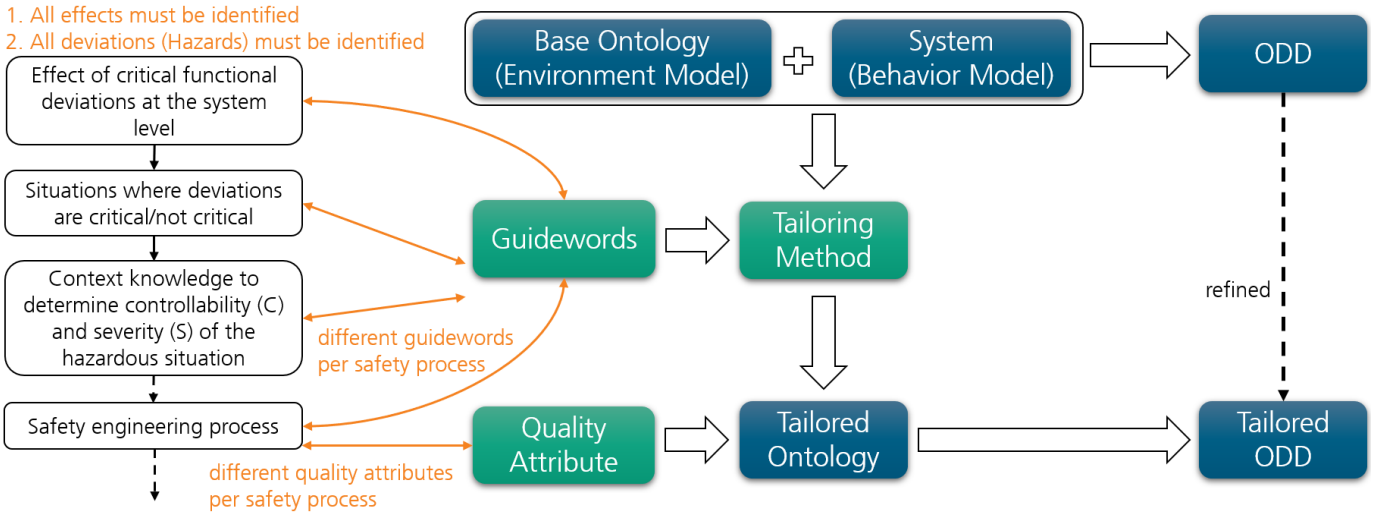 1. All effects must be identified
2. All deviations (Hazards) must be identified
Effect of critical functional
deviations at the system
level
Situations where deviations
are critical/not critical
Context knowledge to
determine controllability (C)
and severity (S) of the
hazardous situation
Safety engineering process
Base Ontology
(Environment Model)
System
(Behavior Model)
ODD
Guidewords
Tailoring
Method
refined
different guidewords
per safety process
Quality
Attribute
Tailored
Ontology
Tailored
ODD
different quality attributes
per safety process